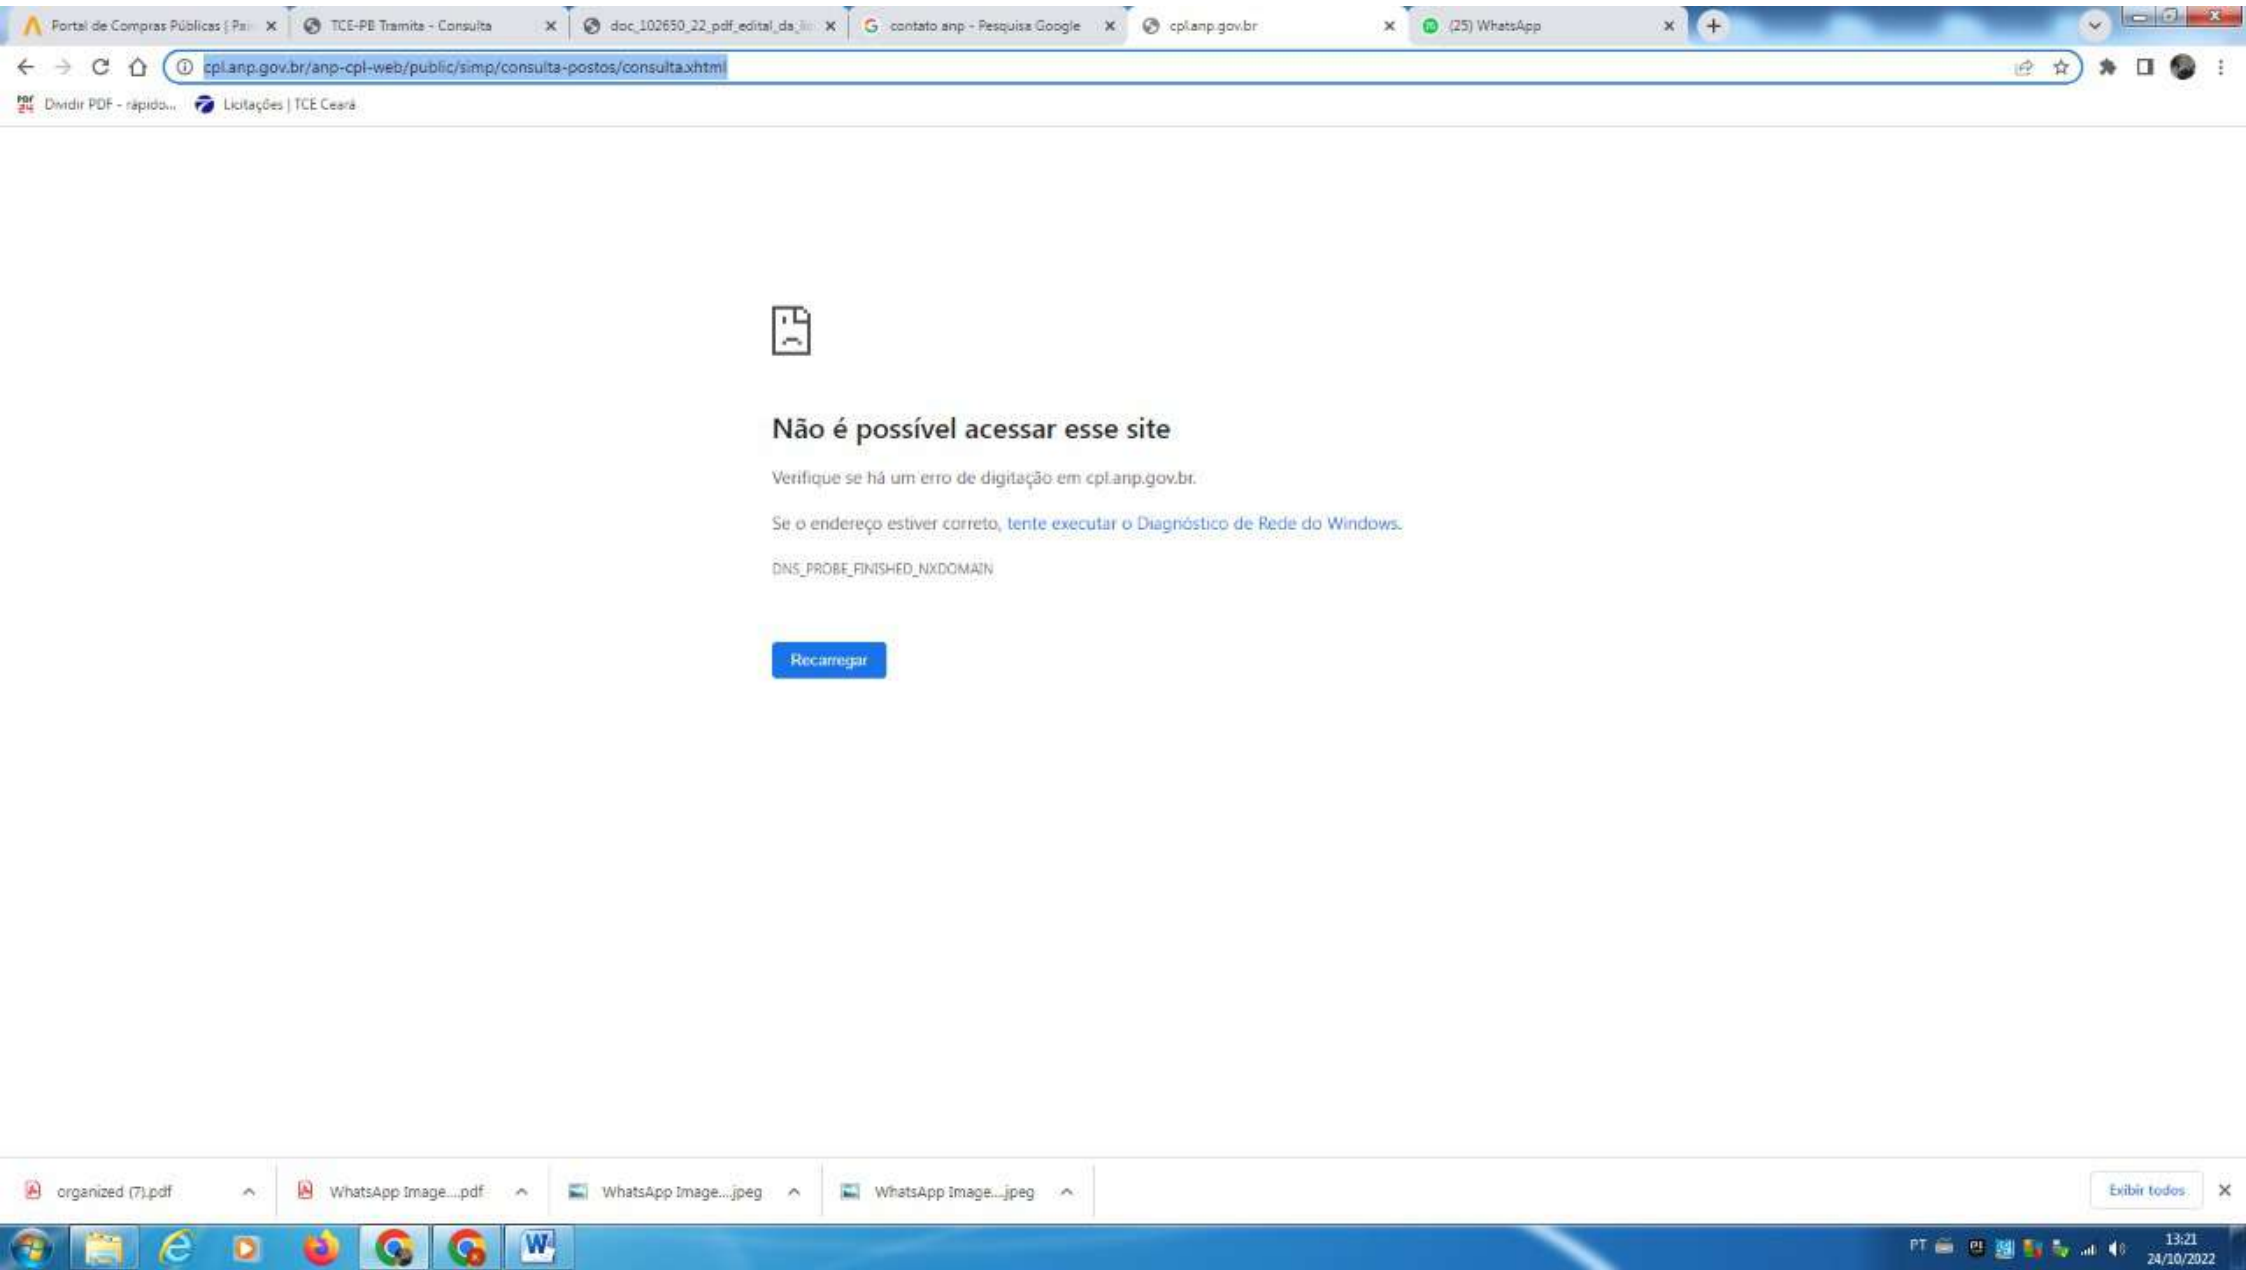 Portal de Compras Públicas | Pai
TCE-PB Tramita - Consulta
doc_102650_22_pdf_edital_da_li
contato anp - Pesquisa Google
cpl.anp.gov.br
(25) WhatsApp
cpl.anp.gov.br/anp-cpl-web/public/simp/consulta-postos/consulta.xhtml
Dividir PDF - rápido...
Licitações | TCE Ceará
Não é possível acessar esse site
Verifique se há um erro de digitação em cpl.anp.gov.br.
Se o endereço estiver correto, tente executar o Diagnóstico de Rede do Windows.
DNS_PROBE_FINISHED_NXDOMAIN
Recarregar
organized (7).pdf
WhatsApp Image....pdf
WhatsApp Image....jpeg
WhatsApp Image....jpeg
Exibir todos
PT
13:21
24/10/2022